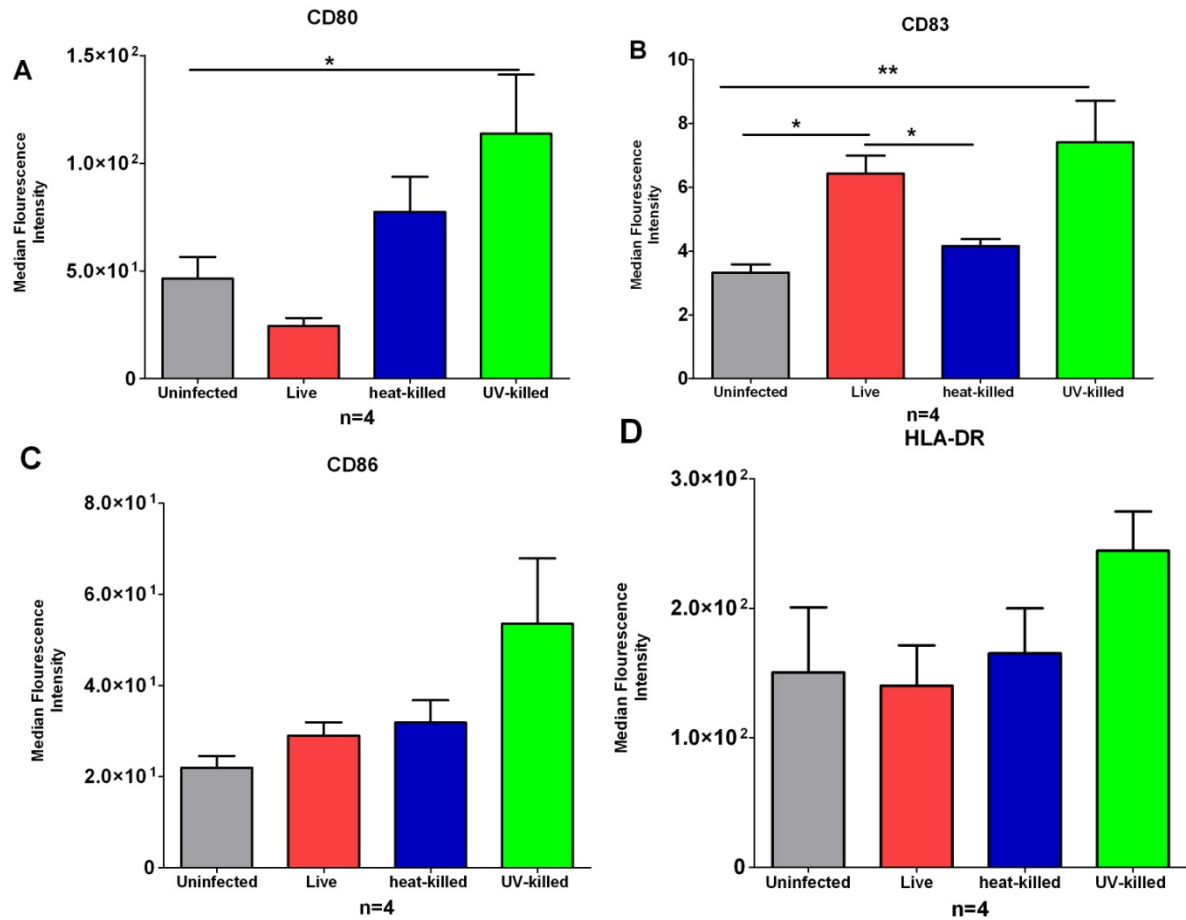 CD80
A
*
1.5×10²
1.0×10²
5.0×10¹
0
Median Flourescence
Intensity
Uninfected Live heat-killed UV-killed
n=4
CD83
B
**
*
*
10
8
6
4
2
0
Median Flourescence
Intensity
Uninfected Live heat-killed UV-killed
n=4
C
CD86
8.0×10¹
6.0×10¹
4.0×10¹
2.0×10¹
0
Median Flourescence
Intensity
Uninfected Live heat-killed UV-killed
n=4
D
HLA-DR
3.0×10²
2.0×10²
1.0×10²
0
Median Flourescence
Intensity
Uninfected Live heat-killed UV-killed
n=4